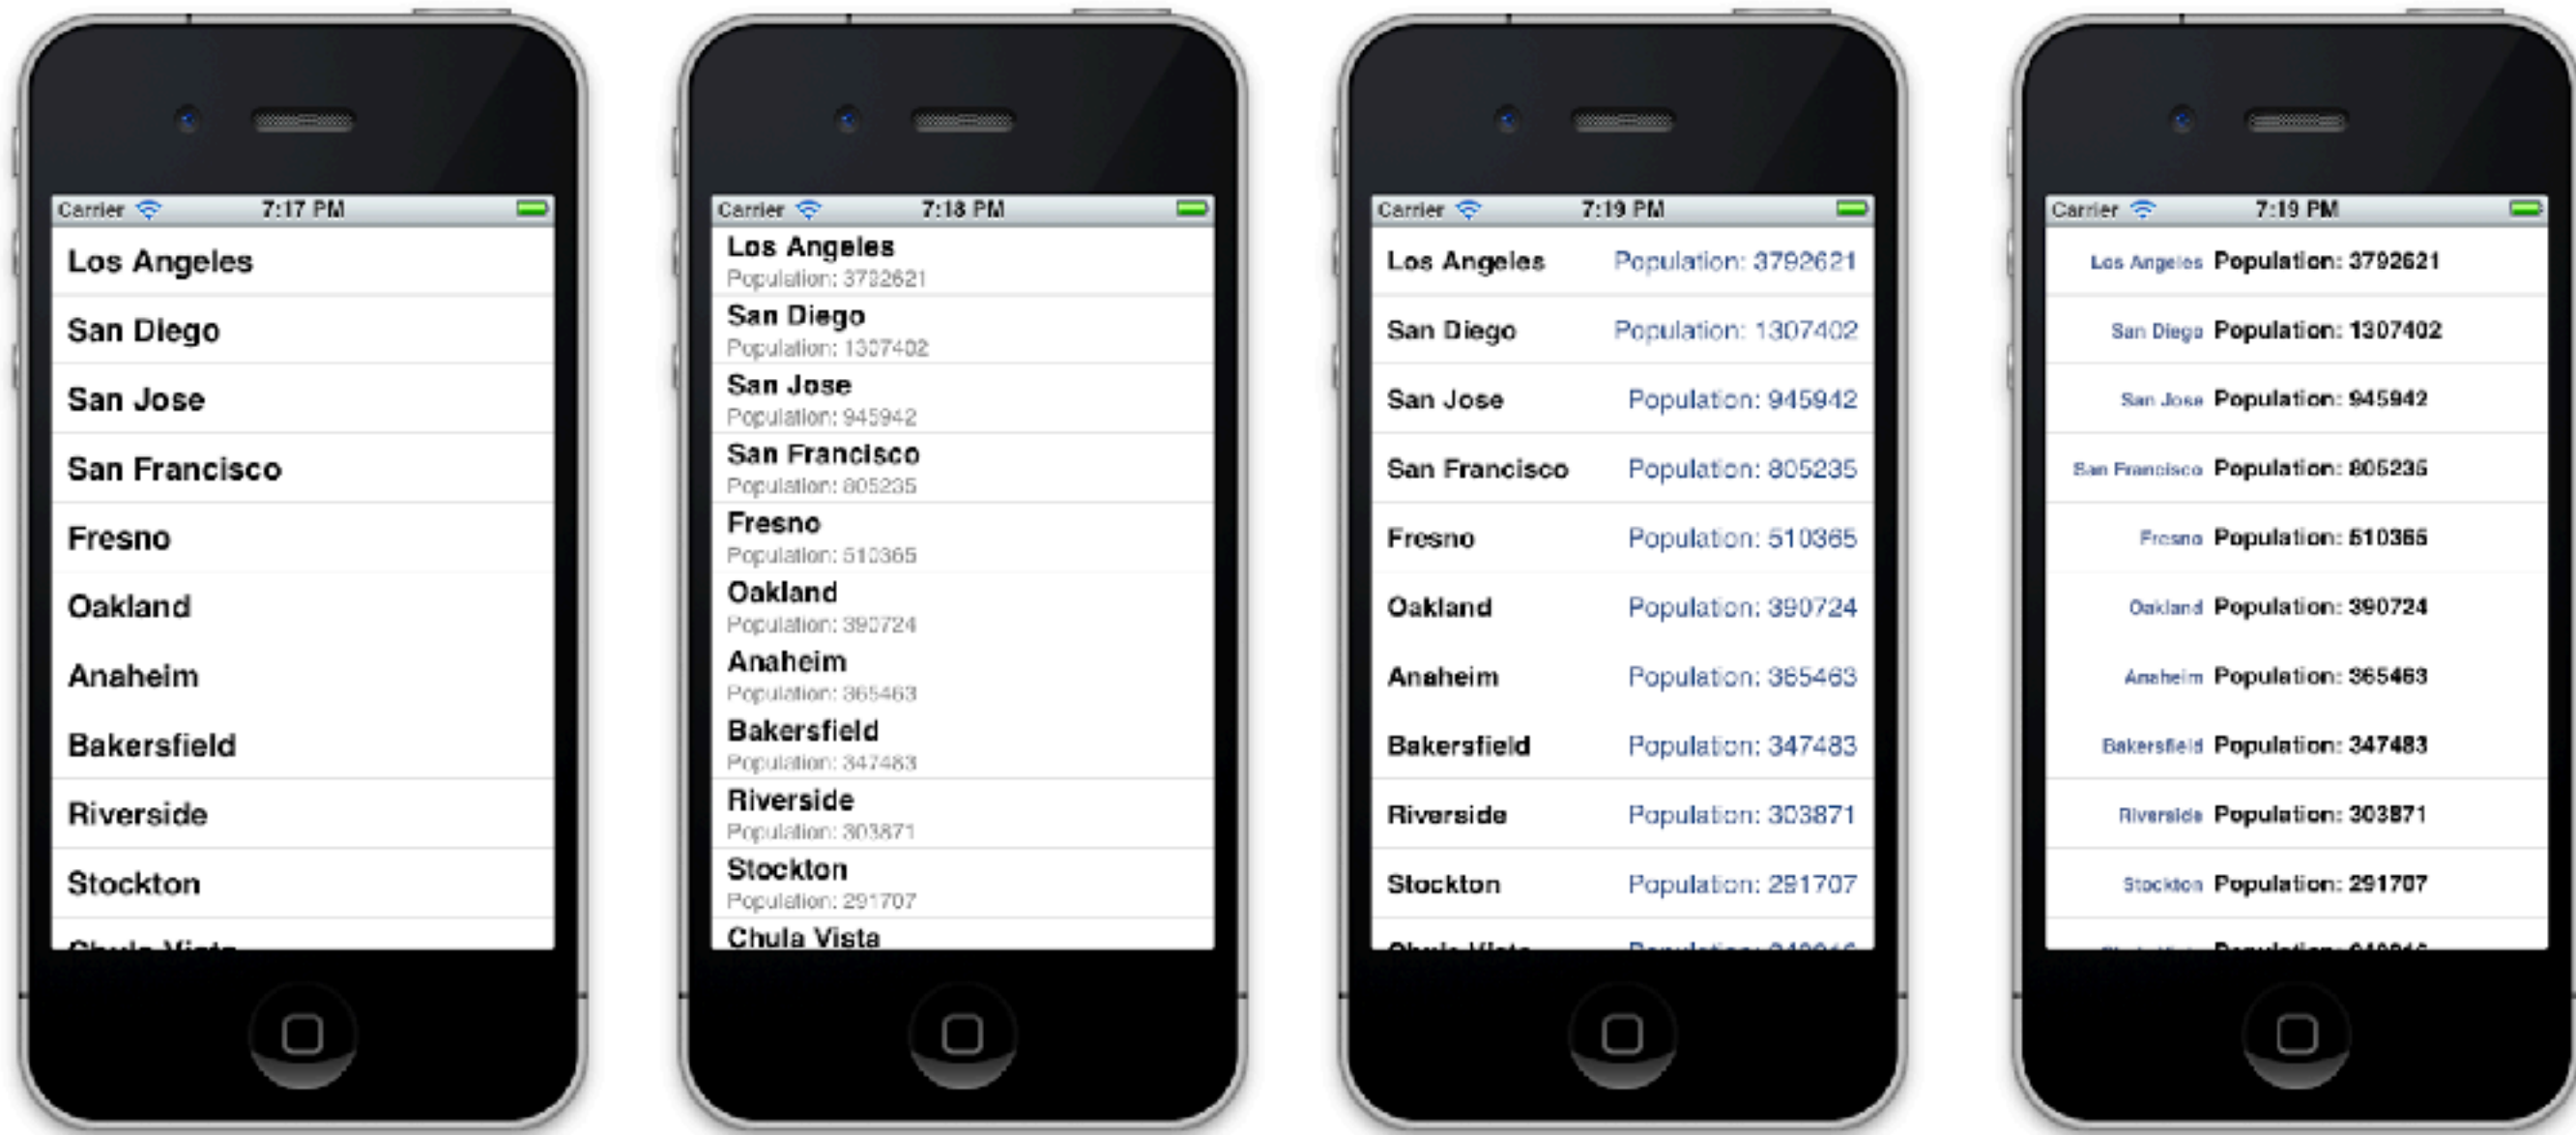 Carrier 7:17 PM
Los Angeles
San Diego
San Jose
San Francisco
Fresno
Oakland
Anaheim
Bakersfield
Riverside
Stockton
Chula Vista
Carrier 7:18 PM
Los Angeles
Population: 3792621
San Diego
Population: 1307402
San Jose
Population: 945942
San Francisco
Population: 805235
Fresno
Population: 510365
Oakland
Population: 390724
Anaheim
Population: 365463
Bakersfield
Population: 347483
Riverside
Population: 303871
Stockton
Population: 291707
Chula Vista
Carrier 7:19 PM
Los Angeles Population: 3792621
San Diego Population: 1307402
San Jose Population: 945942
San Francisco Population: 805235
Fresno Population: 510365
Oakland Population: 390724
Anaheim Population: 365463
Bakersfield Population: 347483
Riverside Population: 303871
Stockton Population: 291707
Chula Vista Population:
Carrier 7:19 PM
Los Angeles Population: 3792621
San Diego Population: 1307402
San Jose Population: 945942
San Francisco Population: 805235
Fresno Population: 510365
Oakland Population: 390724
Anaheim Population: 365463
Bakersfield Population: 347483
Riverside Population: 303871
Stockton Population: 291707
Population: